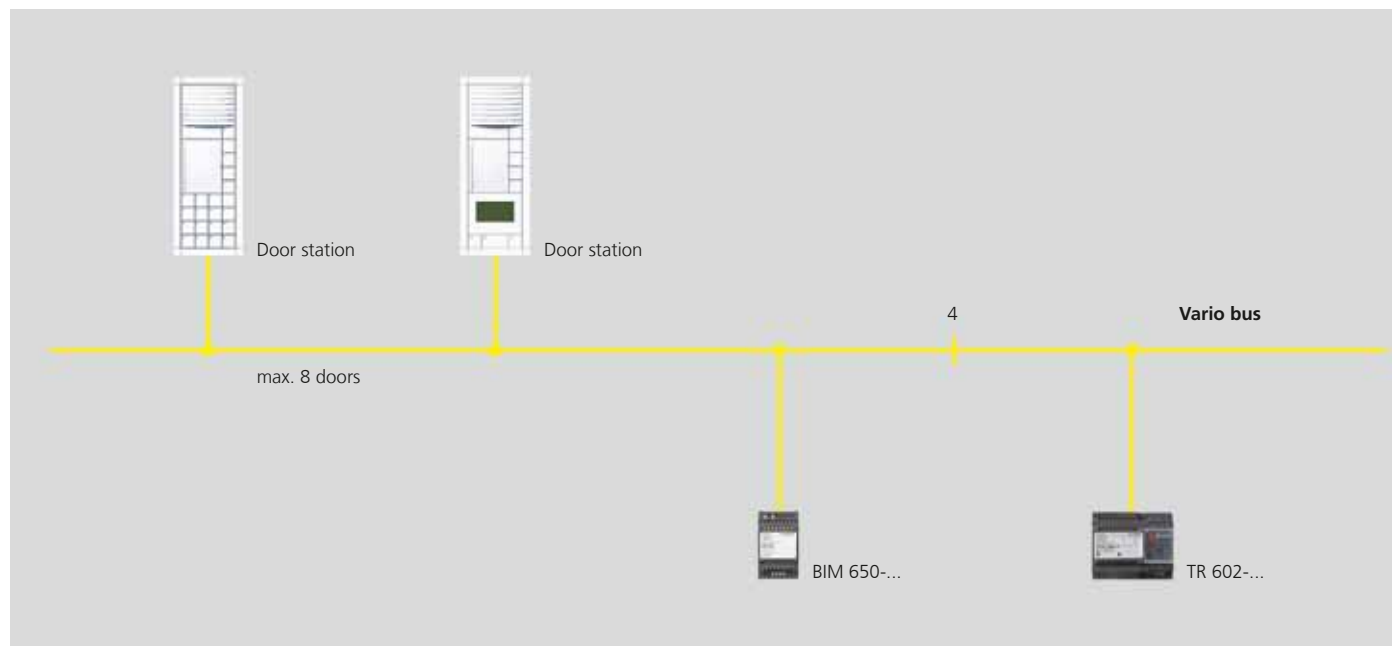 Door station
Door station
4
Vario bus
max. 8 doors
BIM 650-...
TR 602-...